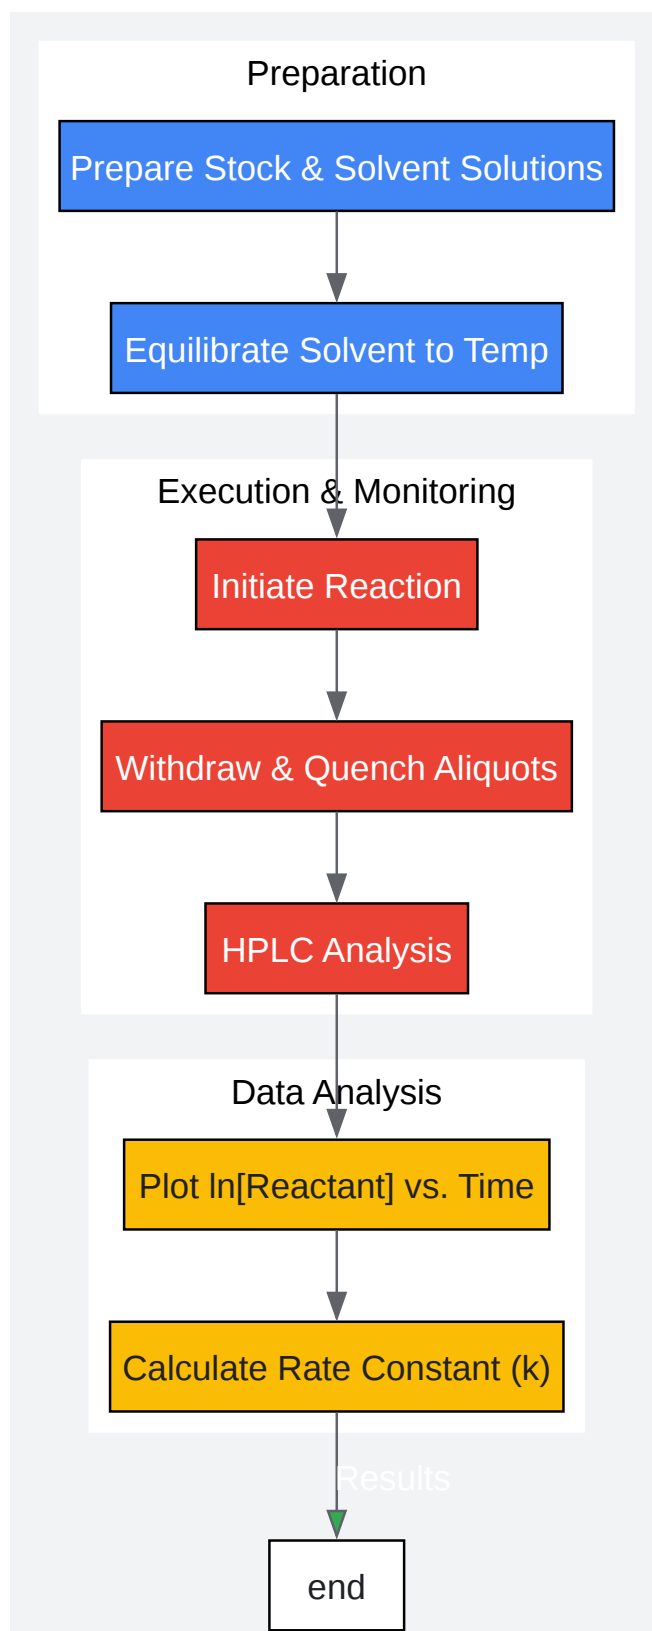 Preparation
Prepare Stock & Solvent Solutions
Equilibrate Solvent to Temp
Execution & Monitoring
Initiate Reaction
Withdraw & Quench Aliquots
HPLC Analysis
Data Analysis
Plot ln[Reactant] vs. Time
Calculate Rate Constant (k)
Results
end